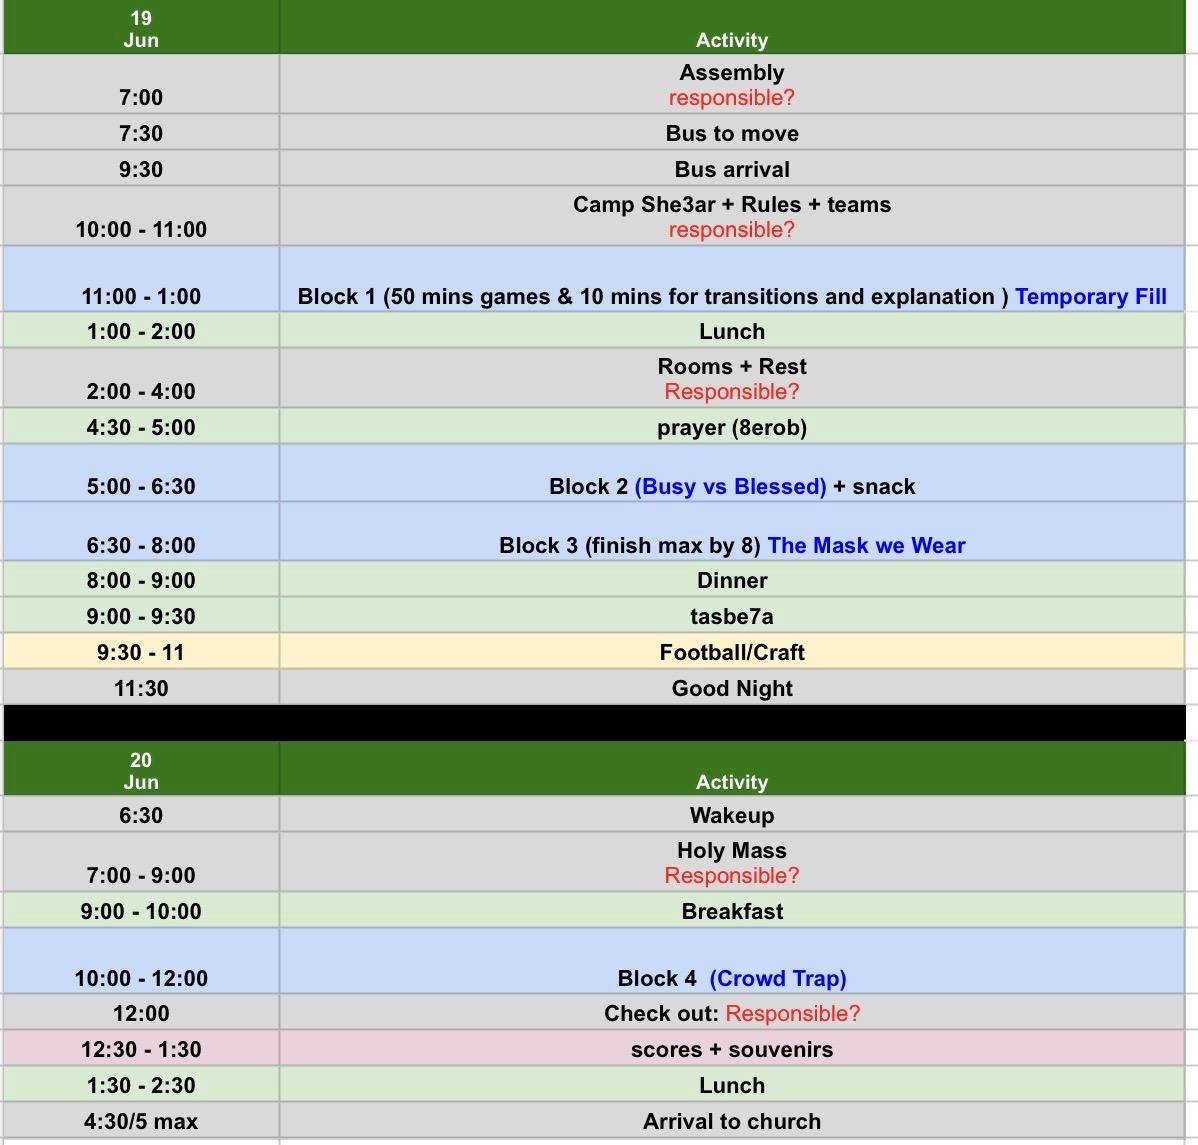 19
Jun Activity
7:00 Assembly
responsible?
7:30 Bus to move
9:30 Bus arrival
10:00 - 11:00 Camp She3ar + Rules + teams
responsible?
11:00 - 1:00 Block 1 (50 mins games & 10 mins for transitions and explanation ) Temporary Fill
1:00 - 2:00 Lunch
2:00 - 4:00 Rooms + Rest
Responsible?
4:30 - 5:00 prayer (8erob)
5:00 - 6:30 Block 2 (Busy vs Blessed) + snack
6:30 - 8:00 Block 3 (finish max by 8) The Mask we Wear
8:00 - 9:00 Dinner
9:00 - 9:30 tasbe7a
9:30 - 11 Football/Craft
11:30 Good Night
20
Jun Activity
6:30 Wakeup
7:00 - 9:00 Holy Mass
Responsible?
9:00 - 10:00 Breakfast
10:00 - 12:00 Block 4 (Crowd Trap)
12:00 Check out: Responsible?
12:30 - 1:30 scores + souvenirs
1:30 - 2:30 Lunch
4:30/5 max Arrival to church